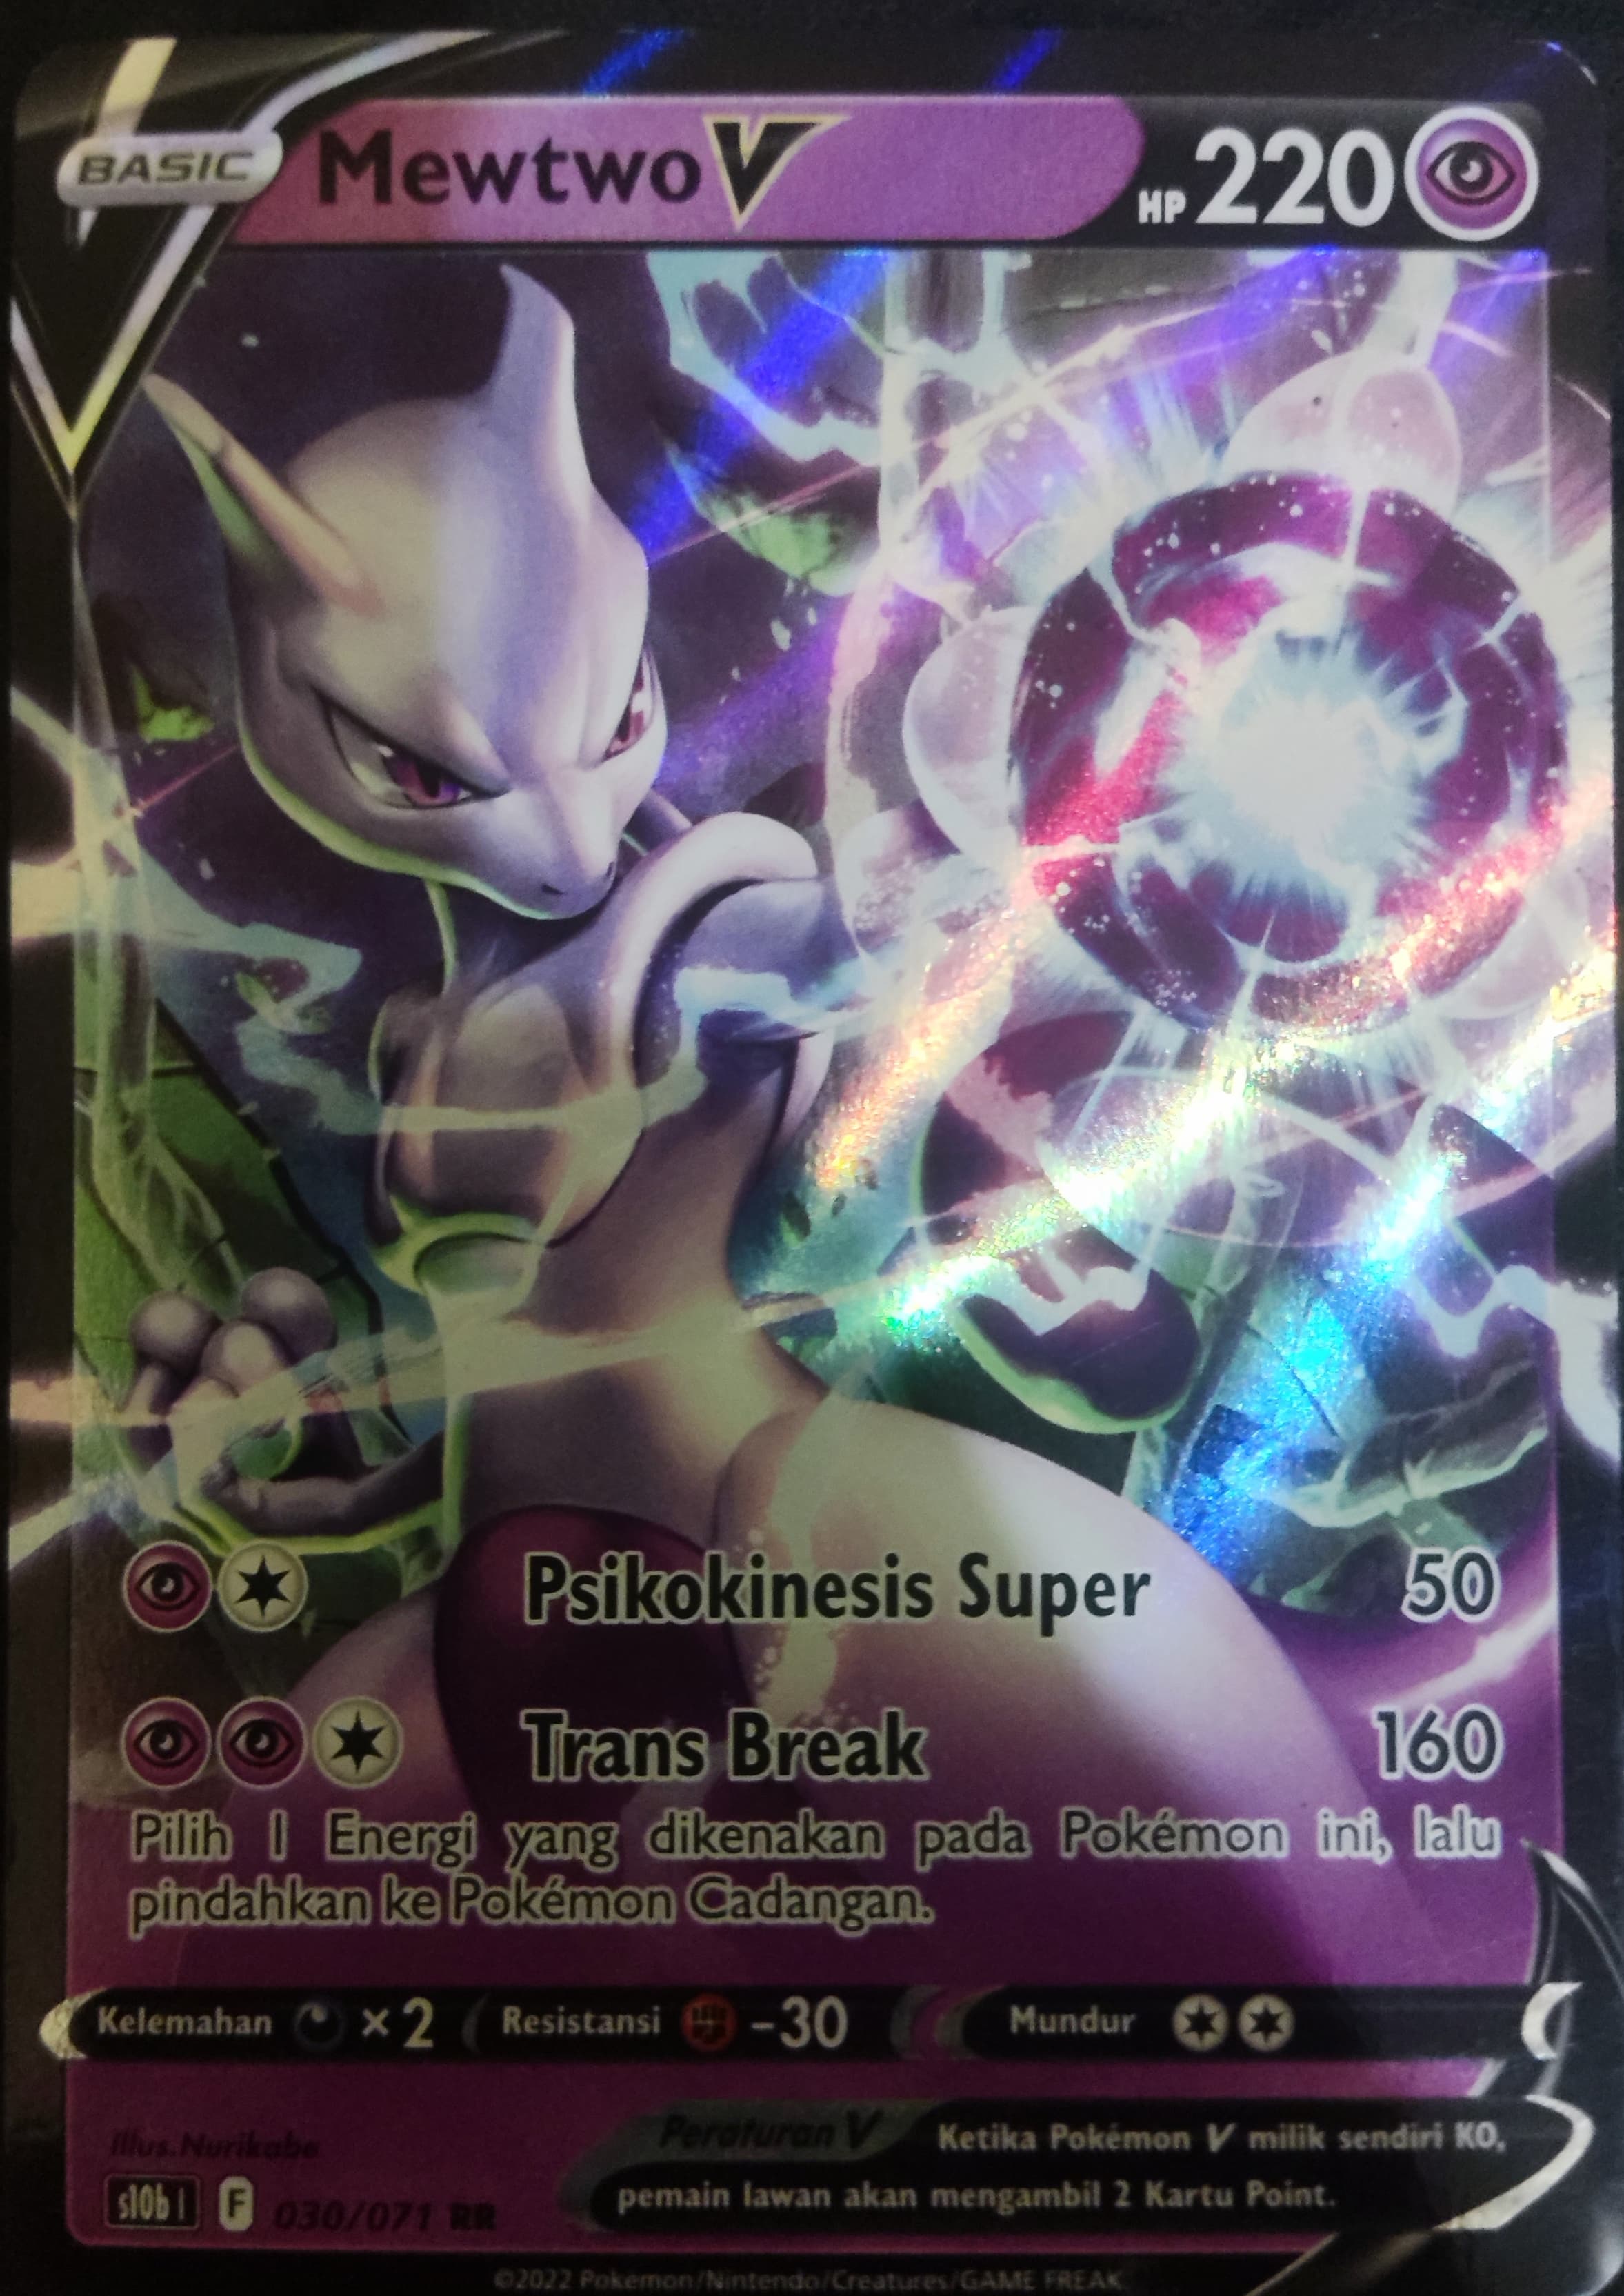 BASIC
Mewtwo V
HP 220
Psikokinesis Super 50
Trans Break 160
Pilih 1 Energi yang dikenakan pada Pokémon ini, lalu
pindahkan ke Pokémon Cadangan.
Kelemahan ×2 Resistansi -30 Mundur
Illus.Nurikabe
Peraturan V Ketika Pokémon V milik sendiri KO,
pemain lawan akan mengambil 2 Kartu Point.
s10b I F 030/071 RR
©2022 Pokémon/Nintendo/Creatures/GAME FREAK